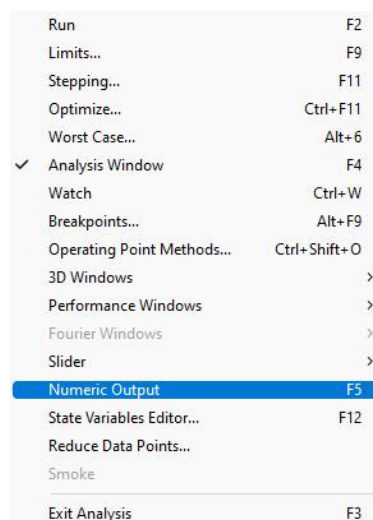 Run F2
Limits... F9
Stepping... F11
Optimize... Ctrl+F11
Worst Case... Alt+6
Analysis Window F4
Watch Ctrl+W
Breakpoints... Alt+F9
Operating Point Methods... Ctrl+Shift+O
3D Windows
Performance Windows
Fourier Windows
Slider
Numeric Output F5
State Variables Editor... F12
Reduce Data Points...
Smoke
Exit Analysis F3